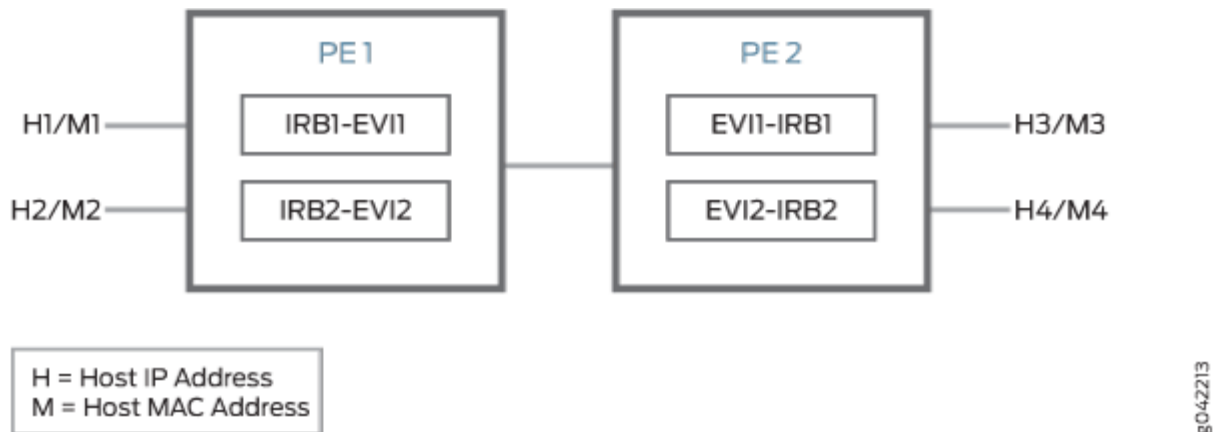 PE 1
PE 2
H1/M1
IRB1-EVI1
EVI1-IRB1
H3/M3
H2/M2
IRB2-EVI2
EVI2-IRB2
H4/M4
H = Host IP Address
M = Host MAC Address
g042213